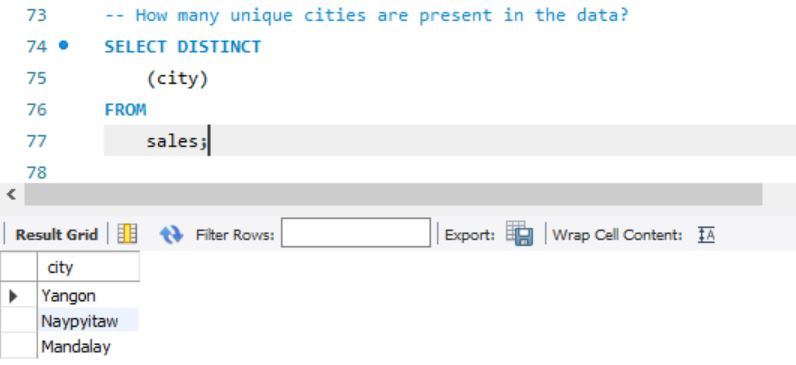 73 -- How many unique cities are present in the data?
74 SELECT DISTINCT
75 (city)
76 FROM
77 sales;
78
Result Grid Filter Rows: Export: Wrap Cell Content: IA
city
Yangon
Naypyitaw
Mandalay